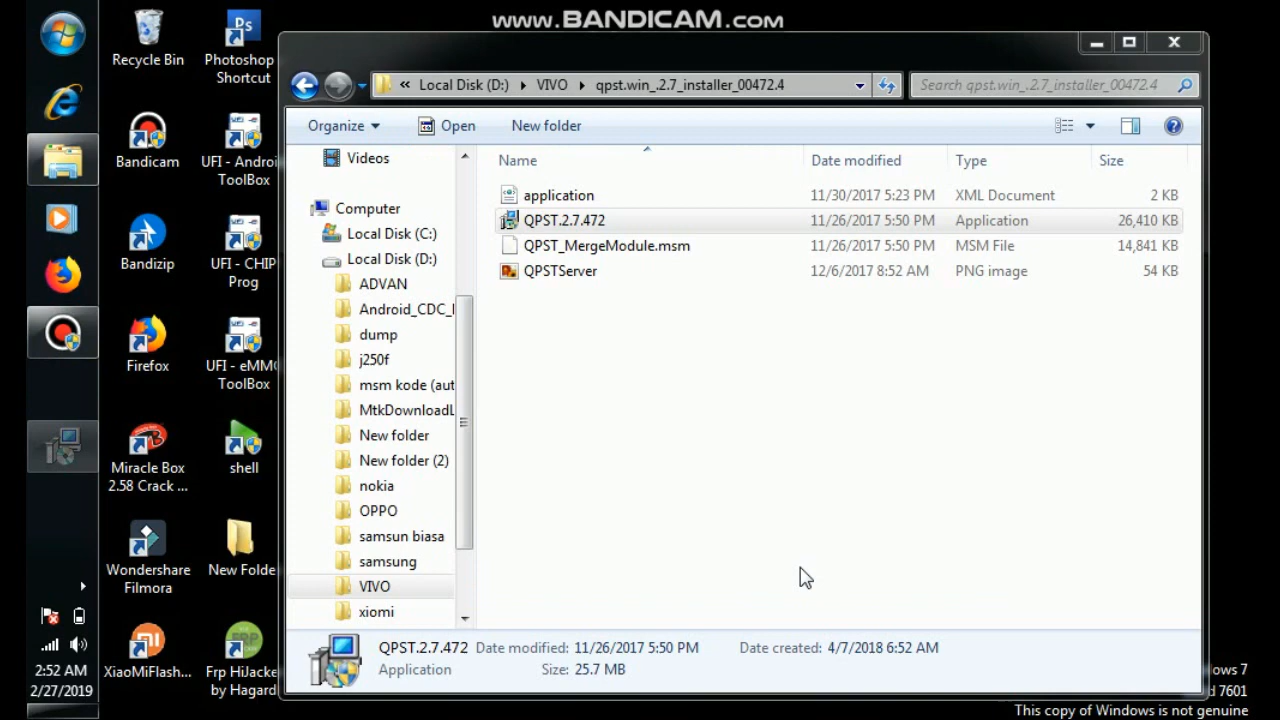 www.BANDICAM.com
Recycle Bin
Photoshop
Shortcut
Bandicam
UFI - Androi
ToolBox
Bandizip
UFI - CHIP
Prog
Firefox
UFI - eMMC
ToolBox
Miracle Box
2.58 Crack ...
shell
Wondershare
Filmora
New Folde
XiaoMiFlash...
Frp HiJacke
by Hagard
2:52 AM
2/27/2019
« Local Disk (D:) VIVO qpst.win_.2.7_installer_00472.4
Search qpst.win_.2.7_installer_00472.4
Organize Open New folder
Videos
Computer
Local Disk (C:)
Local Disk (D:)
ADVAN
Android_CDC_
dump
j250f
msm kode (aut
MtkDownloadL
New folder
New folder (2)
nokia
OPPO
samsun biasa
samsung
VIVO
xiomi
Name Date modified Type Size
application 11/30/2017 5:23 PM XML Document 2 KB
QPST.2.7.472 11/26/2017 5:50 PM Application 26,410 KB
QPST_MergeModule.msm 11/26/2017 5:50 PM MSM File 14,841 KB
QPSTServer 12/6/2017 8:52 AM PNG image 54 KB
QPST.2.7.472 Date modified: 11/26/2017 5:50 PM Date created: 4/7/2018 6:52 AM
Application Size: 25.7 MB
ows 7
d 7601
This copy of Windows is not genuine